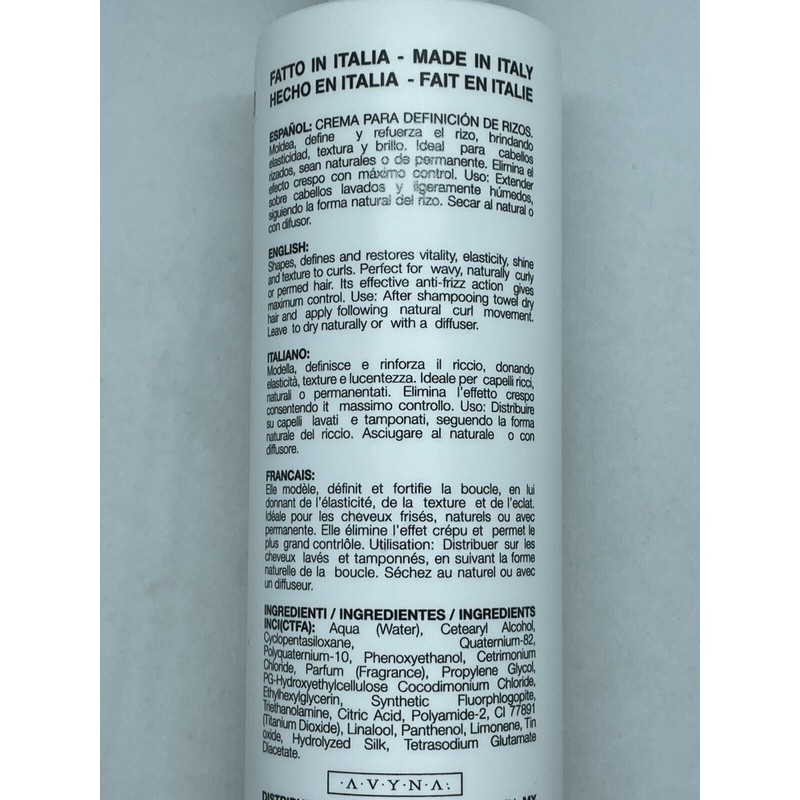 FATTO IN ITALIA - MADE IN ITALY
HECHO EN ITALIA - FAIT EN ITALIE
ESPAÑOL: CREMA PARA DEFINICIÓN DE RIZOS.
Moldea, define y refuerza el rizo, brindando
elasticidad, textura y brillo. Ideal para cabellos
rizados, sean naturales o de permanente. Elimina el
efecto crespo con máximo control. Uso: Extender
sobre cabellos lavados y ligeramente húmedos,
siguiendo la forma natural del rizo. Secar al natural o
con difusor.
ENGLISH:
Shapes, defines and restores vitality, elasticity, shine
and texture to curls. Perfect for wavy, naturally curly
or permed hair. Its effective anti-frizz action gives
maximum control. Use: After shampooing towel dry
hair and apply following natural curl movement.
Leave to dry naturally or with a diffuser.
ITALIANO:
Modella, definisce e rinforza il riccio, donando
elasticità, texture e lucentezza. Ideale per capelli ricci,
naturali o permanentati. Elimina l'effetto crespo
consentendo it massimo controllo. Uso: Distribuire
su capelli lavati e tamponati, seguendo la forma
naturale del riccio. Asciugare al naturale o con
diffusore.
FRANCAIS:
Elle modèle, définit et fortifie la boucle, en lui
donnant de l'élasticité, de la texture et de l'eclat.
Idéale pour les cheveux frisés, naturels ou avec
permanente. Elle élimine l'effet crépu et permet le
plus grand contrlôle. Utilisation: Distribuer sur les
cheveux lavés et tamponnés, en suivant la forme
naturelle de la boucle. Séchez au naturel ou avec
un diffuseur.
INGREDIENTI / INGREDIENTES / INGREDIENTS
INCI(CTFA): Aqua (Water), Cetearyl Alcohol,
Cyclopentasiloxane, Quaternium-82,
Polyquaternium-10, Phenoxyethanol, Cetrimonium
Chloride, Parfum (Fragrance), Propylene Glycol,
PG-Hydroxyethylcellulose Cocodimonium Chloride,
Ethylhexylglycerin, Synthetic Fluorphlogopite,
Triethanolamine, Citric Acid, Polyamide-2, CI 77891
(Titanium Dioxide), Linalool, Panthenol, Limonene, Tin
oxide, Hydrolyzed Silk, Tetrasodium Glutamate
Diacetate.
·A·V·Y·N·A·